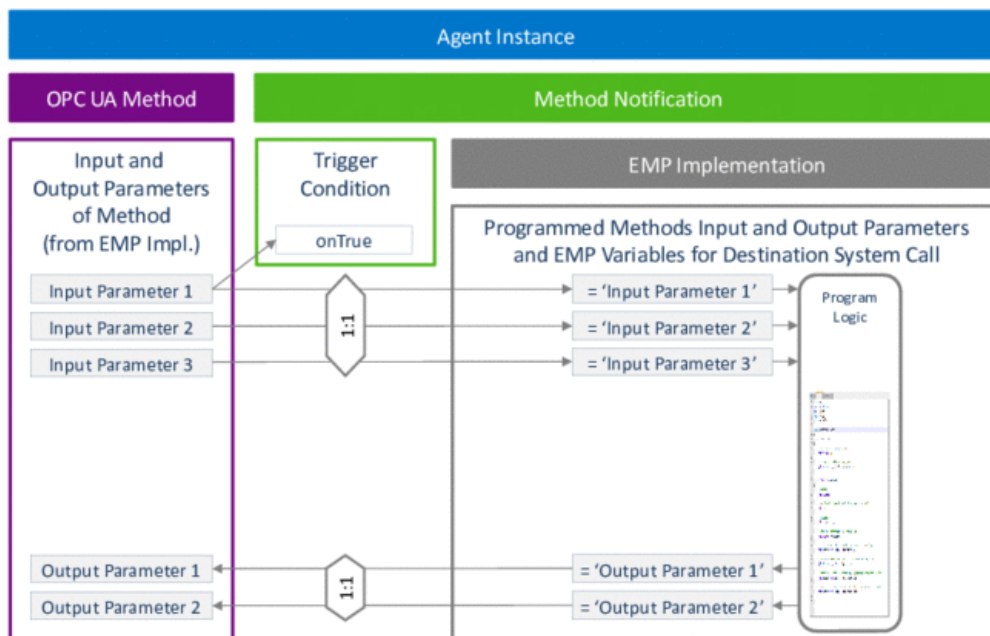 Agent Instance
OPC UA Method
Method Notification
Input and
Output Parameters
of Method
(from EMP Impl.)
Trigger
Condition
onTrue
EMP Implementation
Programmed Methods Input and Output Parameters
and EMP Variables for Destination System Call
Input Parameter 1
= ‘Input Parameter 1’
Input Parameter 2
= ‘Input Parameter 2’
Input Parameter 3
= ‘Input Parameter 3’
1:1
Program
Logic
Output Parameter 1
= ‘Output Parameter 1’
Output Parameter 2
= ‘Output Parameter 2’
1:1